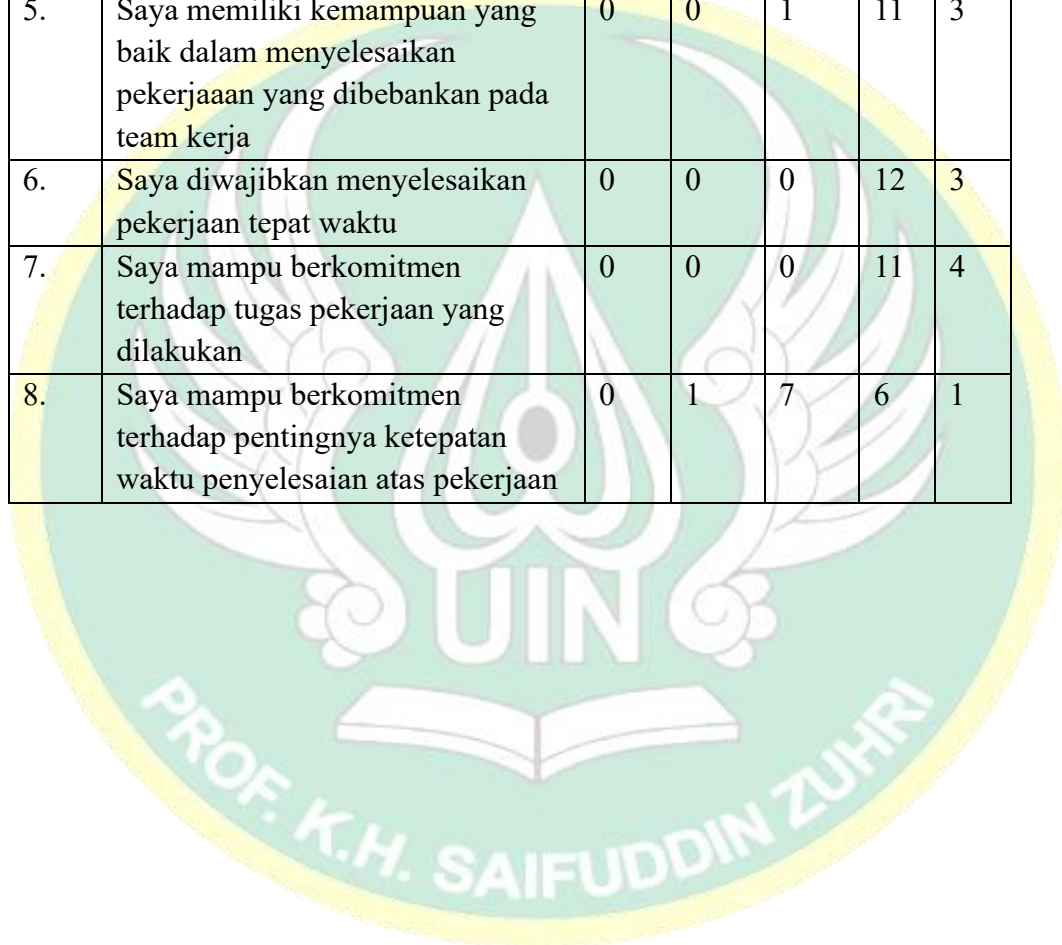 5. Saya memiliki kemampuan yang 0 0 1 11 3
baik dalam menyelesaikan
pekerjaaan yang dibebankan pada
team kerja
6. Saya diwajibkan menyelesaikan 0 0 0 12 3
pekerjaan tepat waktu
7. Saya mampu berkomitmen 0 0 0 11 4
terhadap tugas pekerjaan yang
dilakukan
8. Saya mampu berkomitmen 0 1 7 6 1
terhadap pentingnya ketepatan
waktu penyelesaian atas pekerjaan
UIN
PROF. K.H. SAIFUDDIN ZUHRI